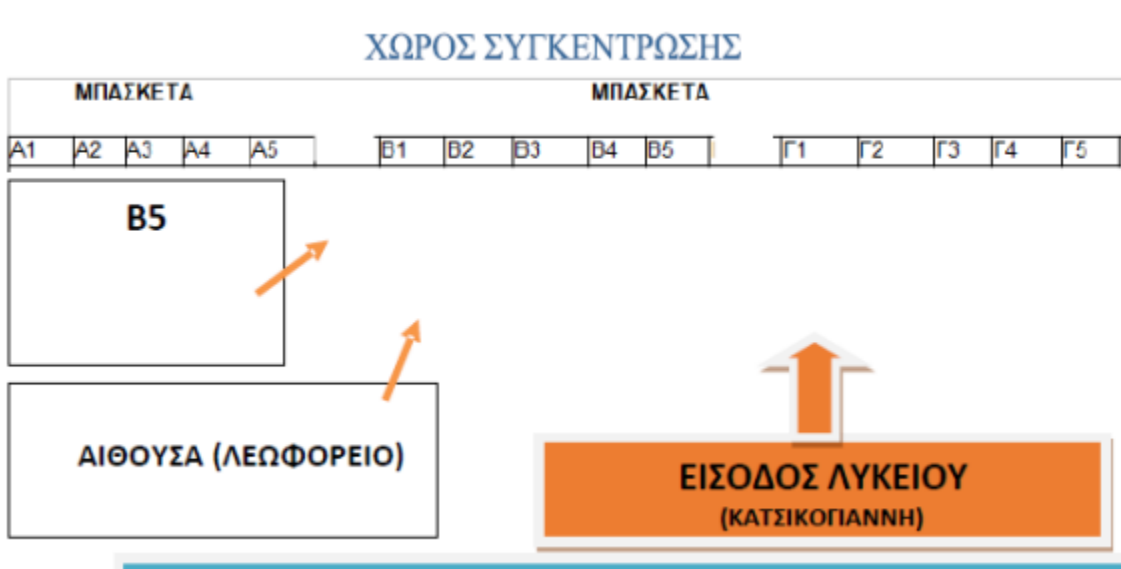 ΧΩΡΟΣ ΣΥΓΚΕΝΤΡΩΣΗΣ
ΜΠΑΣΚΕΤΑ ΜΠΑΣΚΕΤΑ
Α1 Α2 Α3 Α4 Α5 Β1 Β2 Β3 Β4 Β5 Γ1 Γ2 Γ3 Γ4 Γ5
Β5
ΑΙΘΟΥΣΑ (ΛΕΩΦΟΡΕΙΟ)
ΕΙΣΟΔΟΣ ΛΥΚΕΙΟΥ
(ΚΑΤΣΙΚΟΓΙΑΝΝΗ)